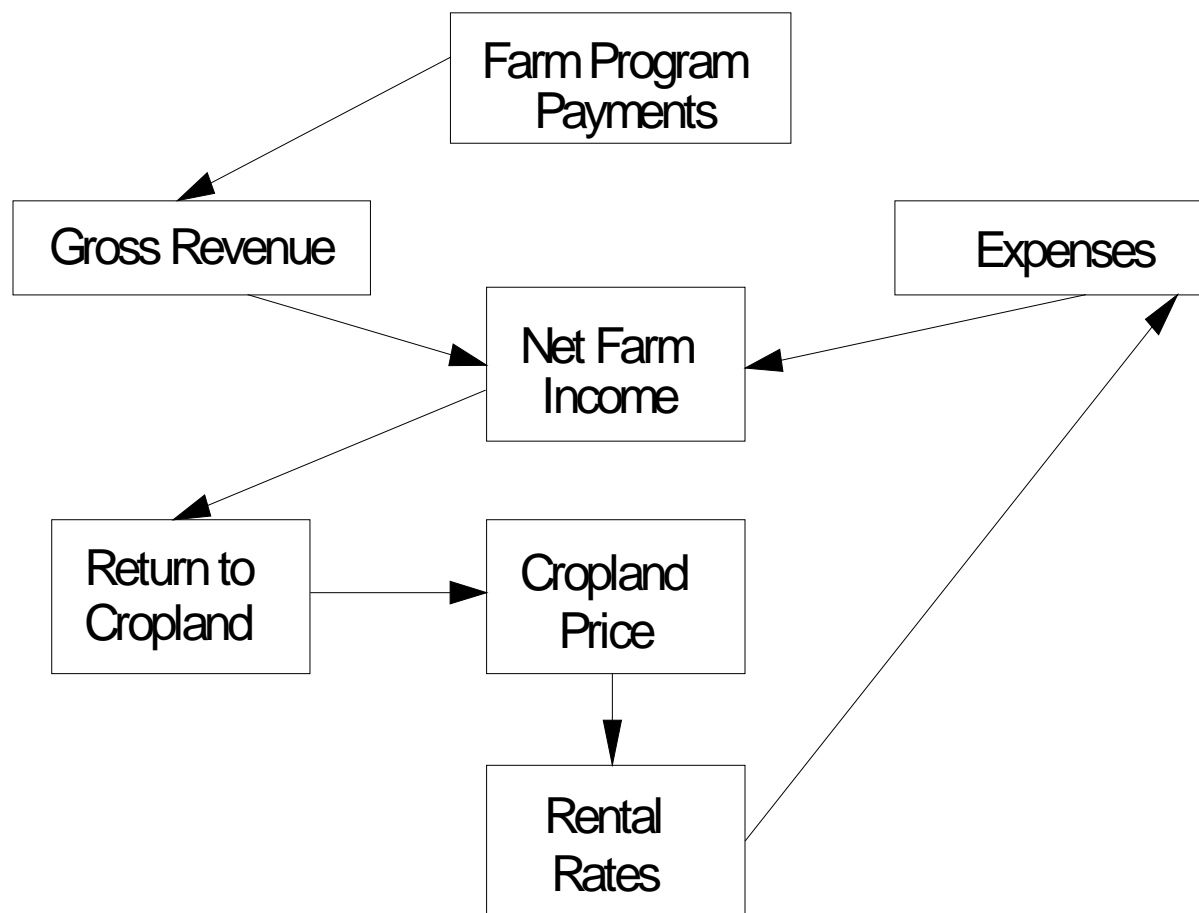 Farm Program
Payments
Gross Revenue
Expenses
Net Farm
Income
Return to
Cropland
Cropland
Price
Rental
Rates